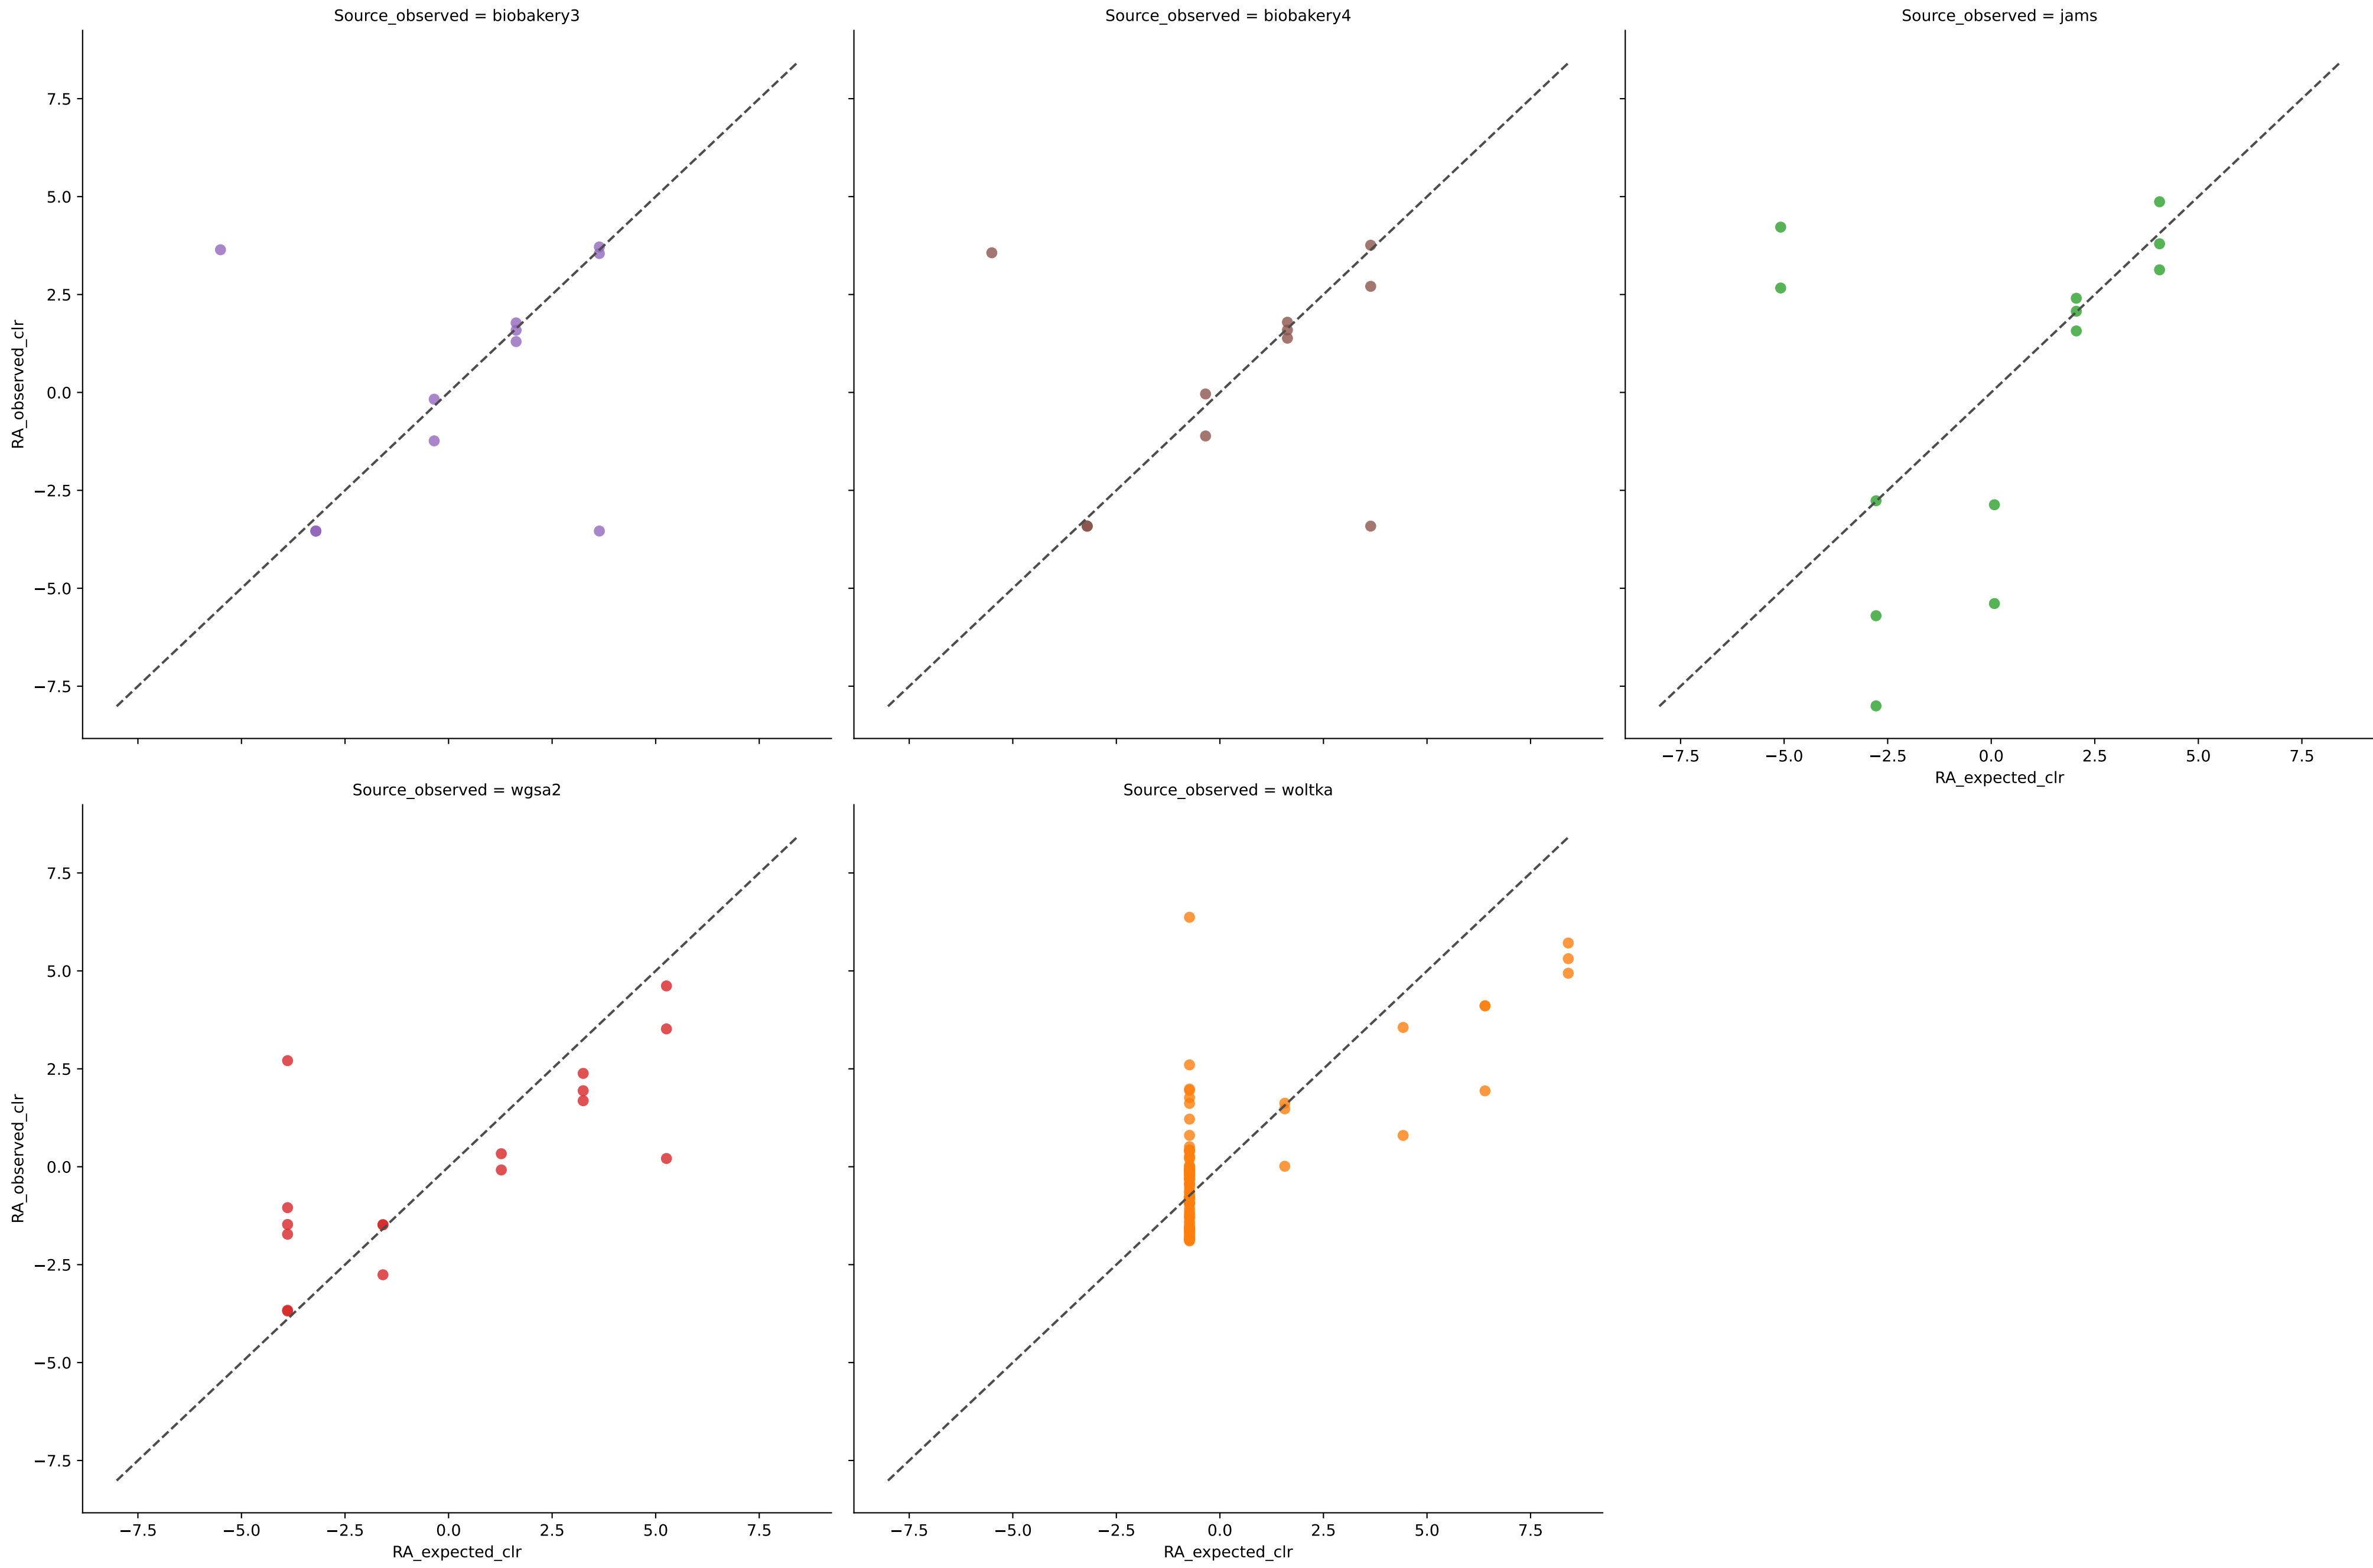 Source_observed = biobakery3
Source_observed = biobakery4
Source_observed = jams
RA_observed_clr
7.5
5.0
2.5
0.0
−2.5
−5.0
−7.5
−7.5 −5.0 −2.5 0.0 2.5 5.0 7.5
RA_expected_clr
Source_observed = wgsa2
Source_observed = woltka
RA_observed_clr
7.5
5.0
2.5
0.0
−2.5
−5.0
−7.5
−7.5 −5.0 −2.5 0.0 2.5 5.0 7.5
RA_expected_clr
−7.5 −5.0 −2.5 0.0 2.5 5.0 7.5
RA_expected_clr